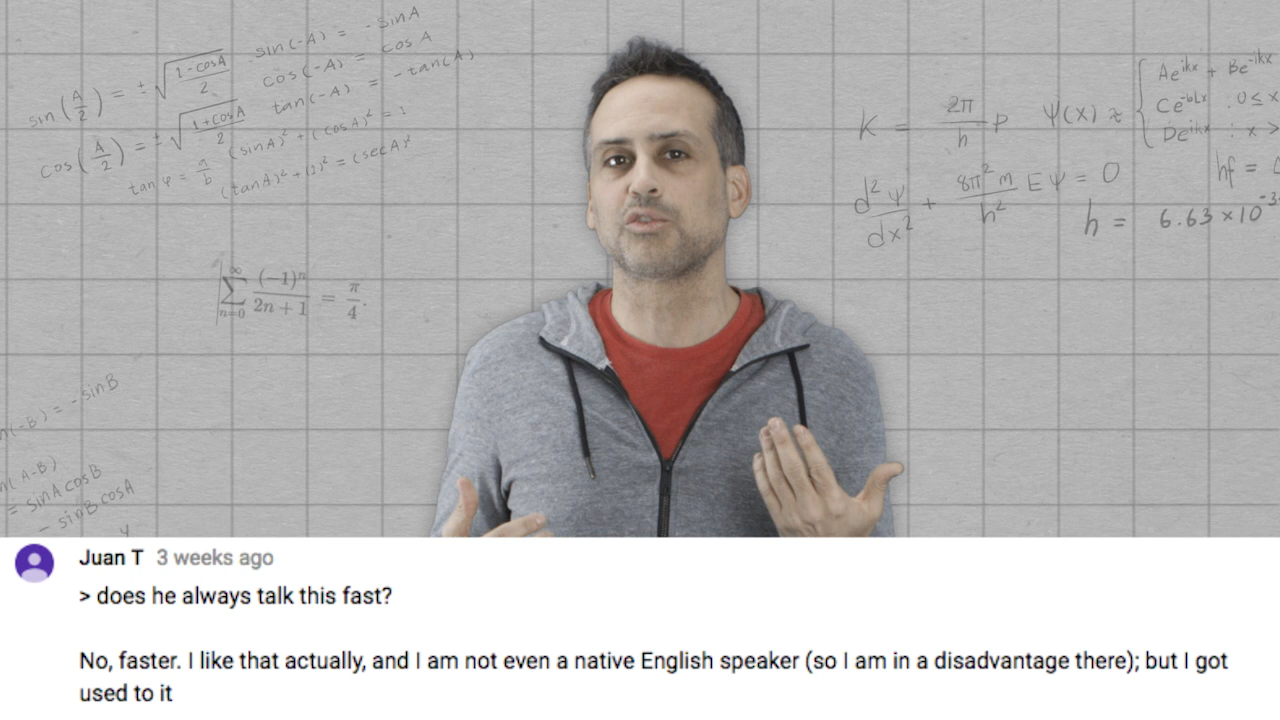 sin(-A) = - sinA
cos(-A) = cos A
tan(-A) = - tan(A)
sin(A/2) = ±√((1-cosA)/2)
cos(A/2) = ±√((1+cosA)/2)
(sinA)² + (cosA)² = 1
tan φ = a/b
(tanA)² + (1)² = (secA)²
K = 2π/h p
Ψ(x) ≈ { Ae^ikx + Be^-ikx
Ce^-bLx . 0 ≤ x
De^ikx : x >
d²Ψ/dx² + 8π²m/h² EΨ = 0
hf =
h = 6.63 × 10^-3
∑_{n=0}^{∞} (-1)^n/(2n+1) = π/4.
(-B) = - sinB
(A-B)
= sinA cosB
- sinB cosA
Juan T 3 weeks ago
> does he always talk this fast?
No, faster. I like that actually, and I am not even a native English speaker (so I am in a disadvantage there); but I got
used to it